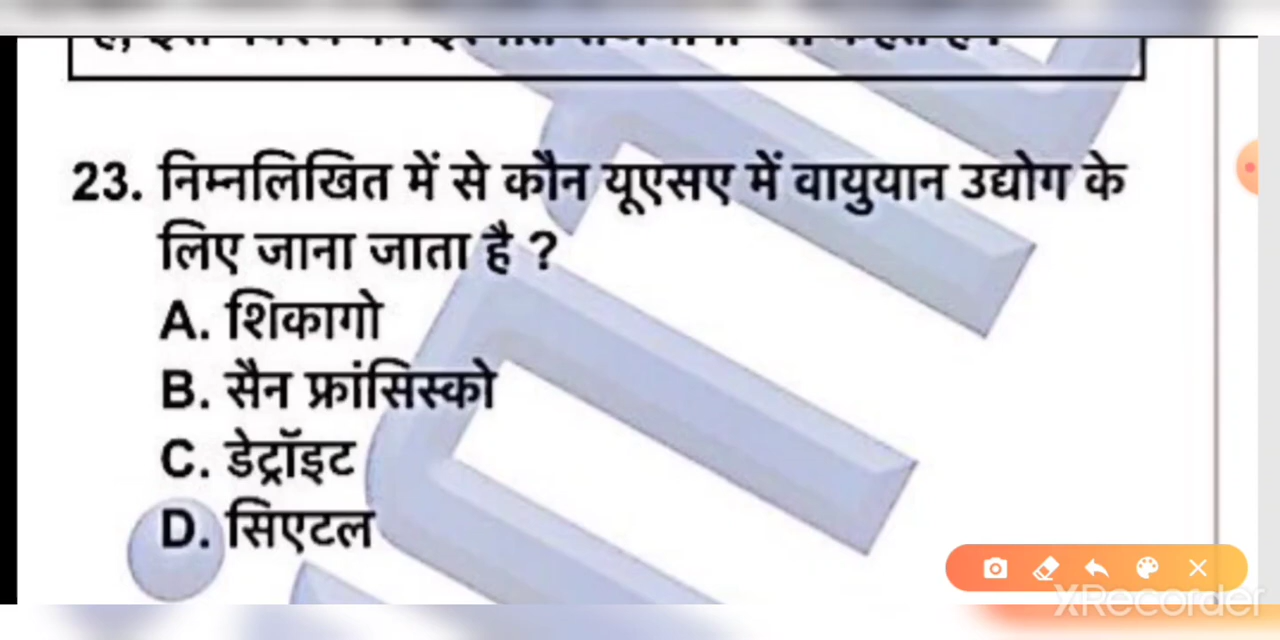 23. निम्नलिखित में से कौन यूएसए में वायुयान उद्योग के
लिए जाना जाता है ?
A. शिकागो
B. सैन फ्रांसिस्को
C. डेट्रॉइट
D. सिएटल
XRecorder